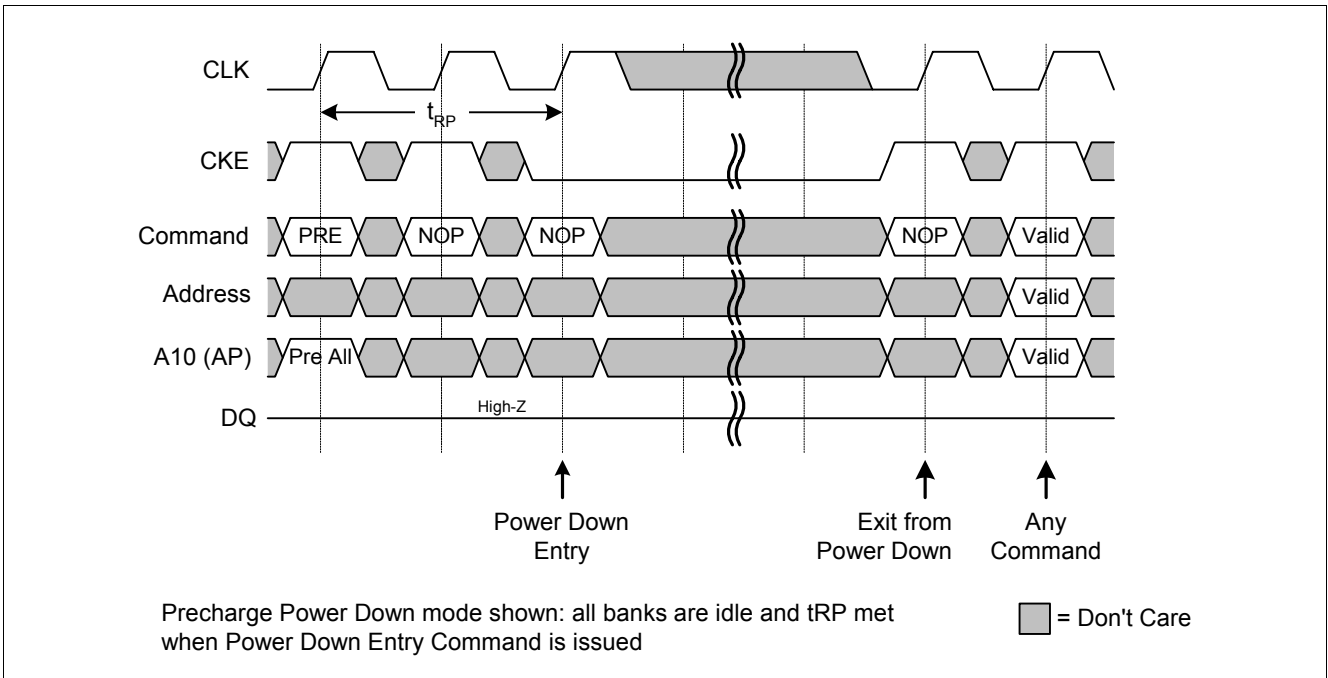 CLK
tRP
CKE
Command PRE NOP NOP NOP Valid
Address Valid
A10 (AP) Pre All Valid
DQ High-Z
Power Down
Entry
Exit from
Power Down
Any
Command
Precharge Power Down mode shown: all banks are idle and tRP met
when Power Down Entry Command is issued
= Don't Care